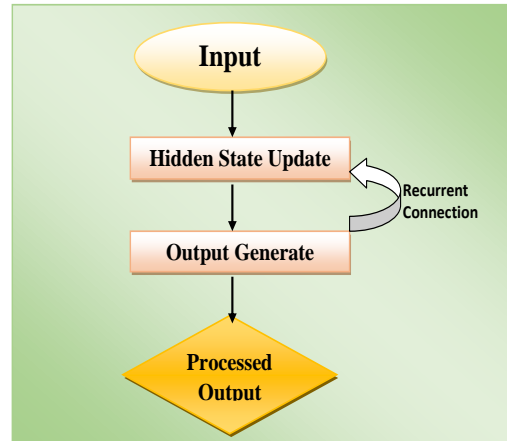 Input
Hidden State Update
Recurrent
Connection
Output Generate
Processed
Output